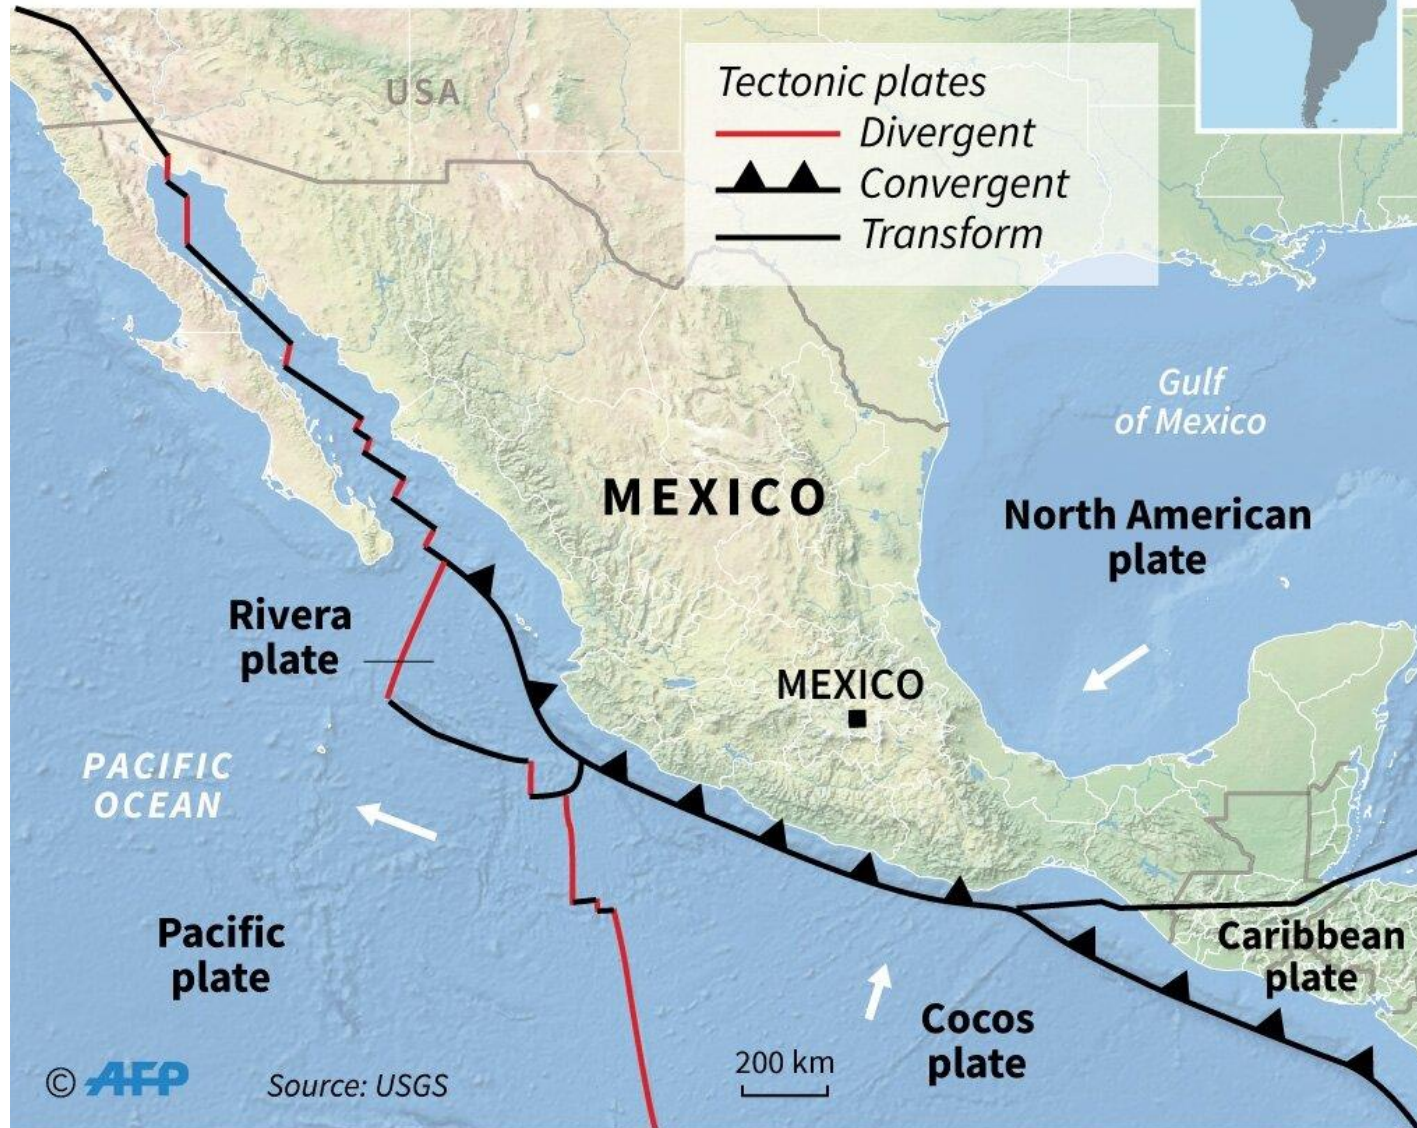 USA
Tectonic plates
Divergent
Convergent
Transform
Gulf
of Mexico
MEXICO
North American
plate
Rivera
plate
MEXICO
PACIFIC
OCEAN
Pacific
plate
Caribbean
plate
Cocos
plate
200 km
© AFP
Source: USGS